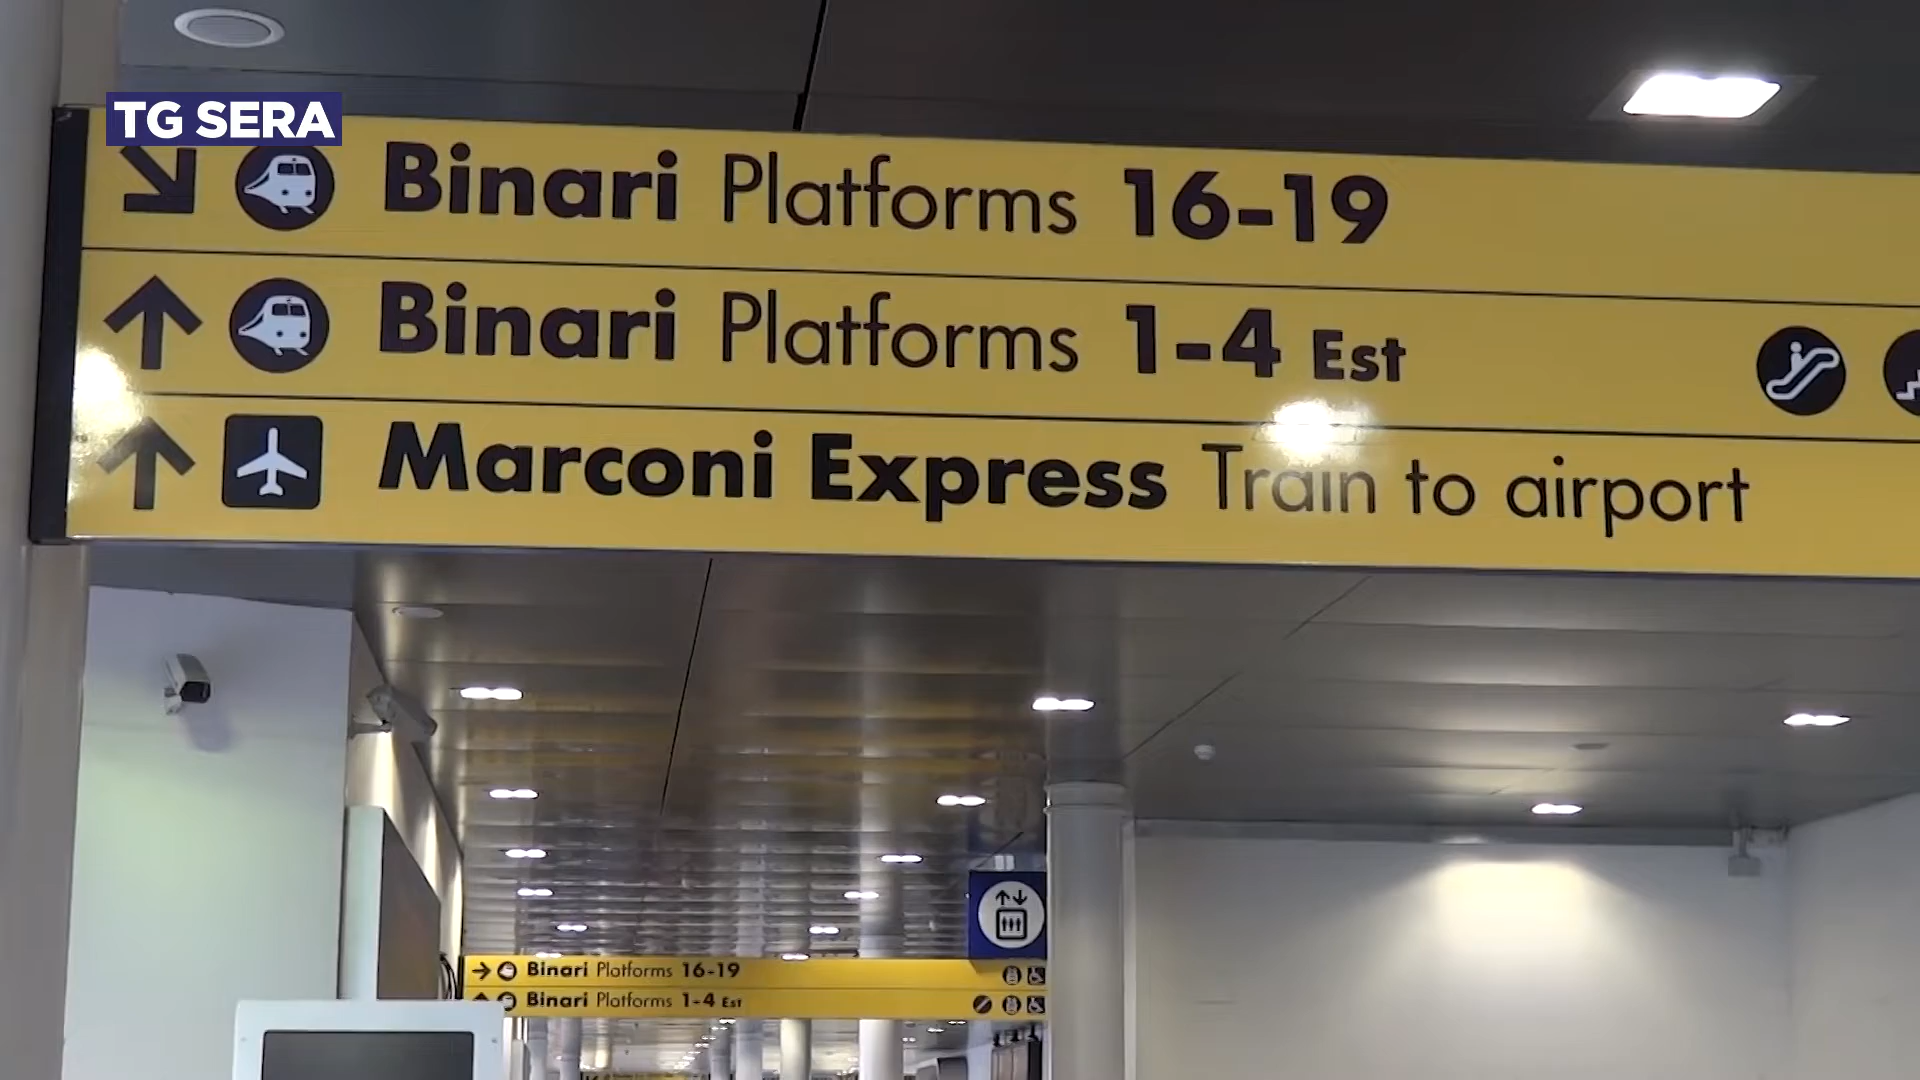 TG SERA
Binari Platforms 16-19
Binari Platforms 1-4 Est
Marconi Express Train to airport
Binari Platforms 16-19
Binari Platforms 1-4 Est